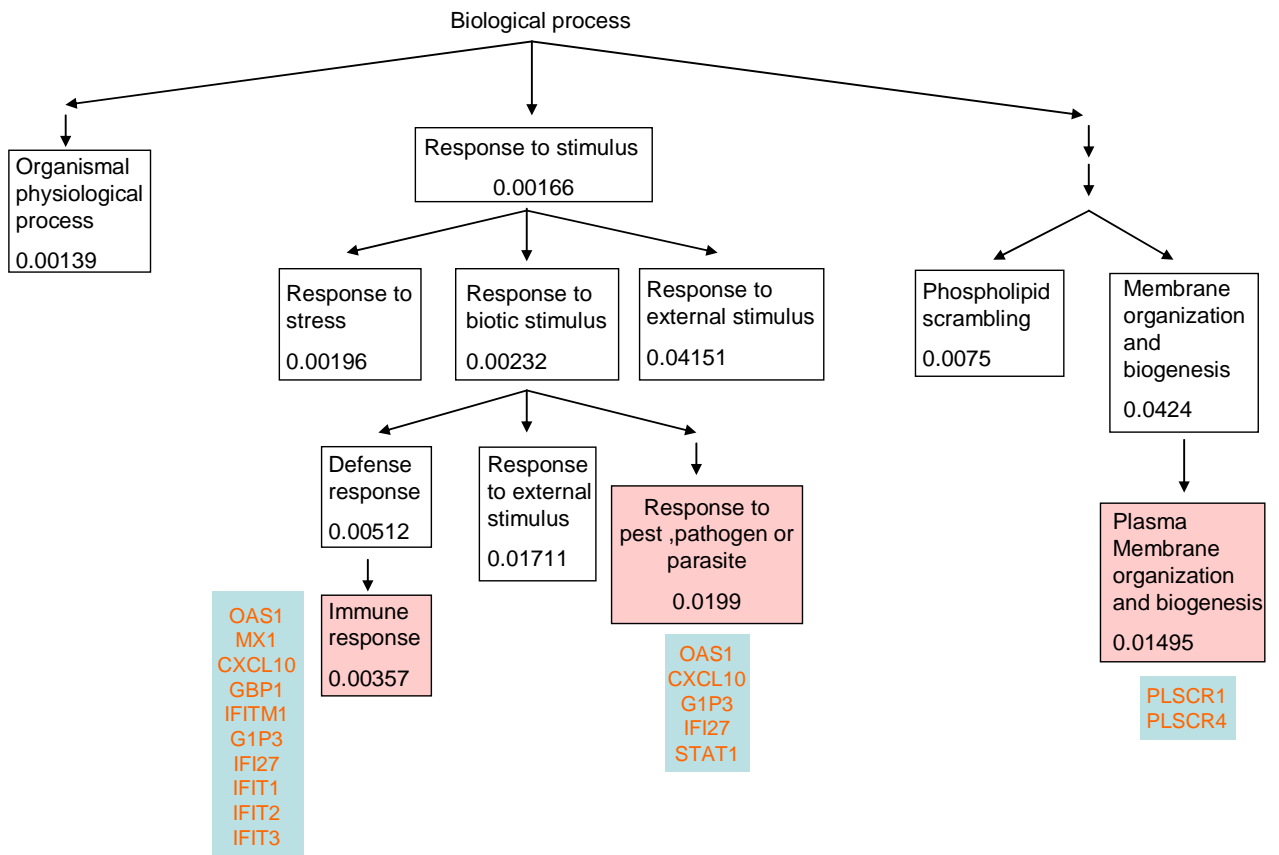 Biological process
Organismal
physiological
process
0.00139
Response to stimulus
0.00166
Response to
stress
0.00196
Response to
biotic stimulus
0.00232
Response to
external stimulus
0.04151
Phospholipid
scrambling
0.0075
Membrane
organization
and
biogenesis
0.0424
Defense
response
0.00512
Response
to external
stimulus
0.01711
Response to
pest ,pathogen or
parasite
0.0199
Plasma
Membrane
organization
and biogenesis
0.01495
Immune
response
0.00357
OAS1
MX1
CXCL10
GBP1
IFITM1
G1P3
IFI27
IFIT1
IFIT2
IFIT3
OAS1
CXCL10
G1P3
IFI27
STAT1
PLSCR1
PLSCR4